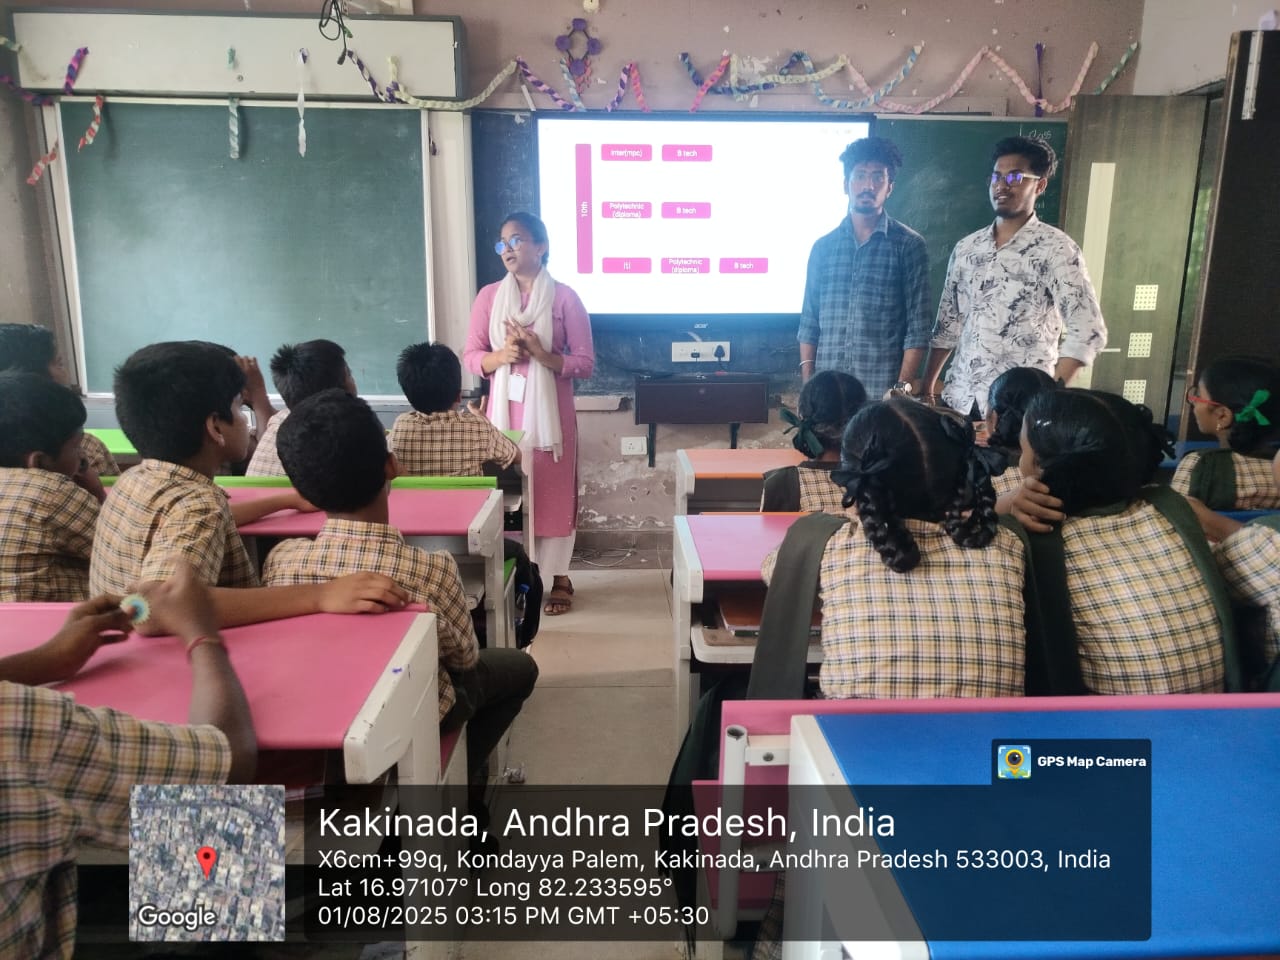 Inter(mpc) B tech
10th
Polytechnic
(diploma) B tech
Iti Polytechnic
(diploma) B tech
acer
Class
GPS Map Camera
Kakinada, Andhra Pradesh, India
X6cm+99q, Kondayya Palem, Kakinada, Andhra Pradesh 533003, India
Lat 16.97107° Long 82.233595°
01/08/2025 03:15 PM GMT +05:30
Google